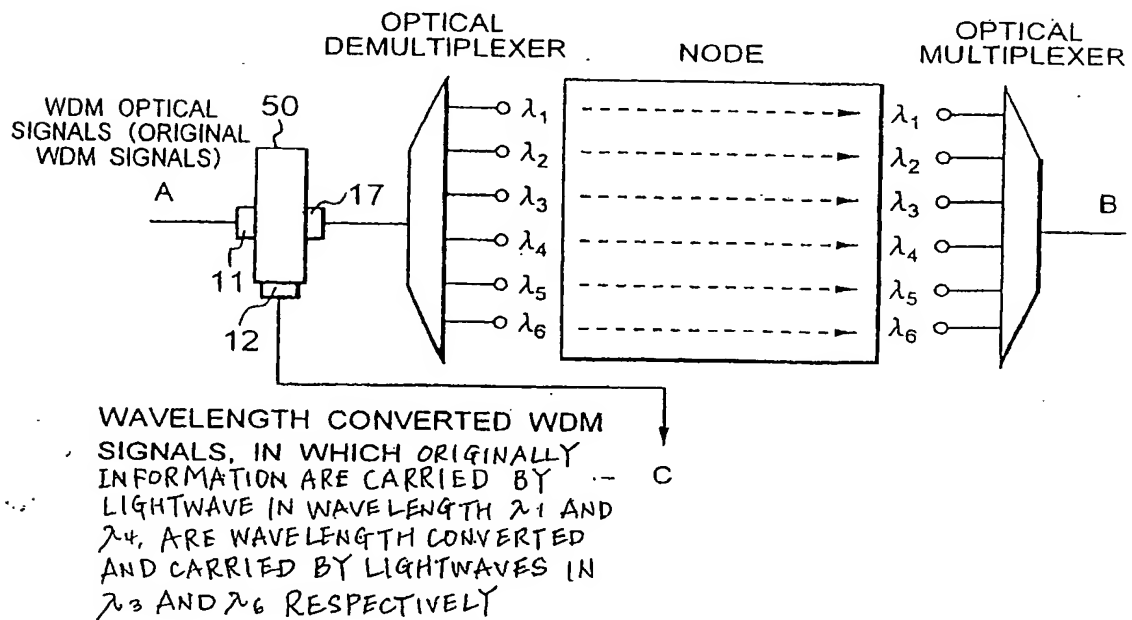 OPTICAL
DEMULTIPLEXER
NODE
OPTICAL
MULTIPLEXER
WDM OPTICAL
SIGNALS (ORIGINAL
WDM SIGNALS)
50
A
11
17
12
λ1
λ2
λ3
λ4
λ5
λ6
λ1
λ2
λ3
λ4
λ5
λ6
B
C
WAVELENGTH CONVERTED WDM
SIGNALS, IN WHICH ORIGINALLY
INFORMATION ARE CARRIED BY
LIGHTWAVE IN WAVELENGTH λ1 AND
λ4, ARE WAVELENGTH CONVERTED
AND CARRIED BY LIGHTWAVES IN
λ3 AND λ6 RESPECTIVELY